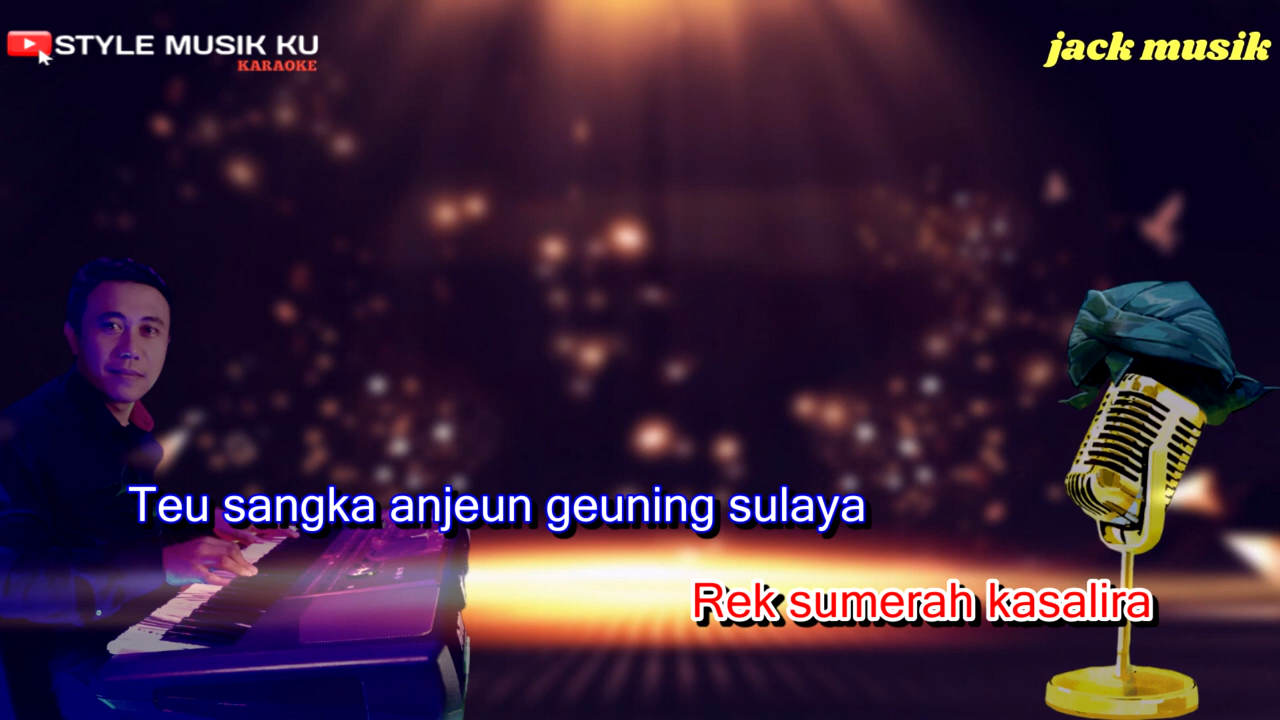 STYLE MUSIK KU
KARAOKE
jack musik
Teu sangka anjeun geuning sulaya
Rek sumerah kasalira